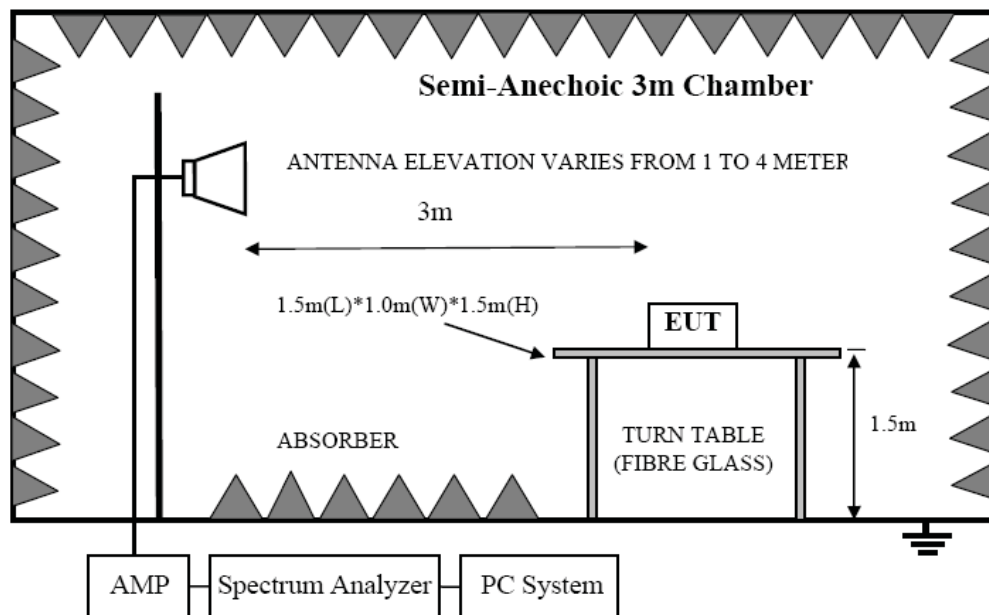 Semi-Anechoic 3m Chamber
ANTENNA ELEVATION VARIES FROM 1 TO 4 METER
3m
1.5m(L)*1.0m(W)*1.5m(H)
EUT
1.5m
ABSORBER
TURN TABLE
(FIBRE GLASS)
AMP
Spectrum Analyzer
PC System